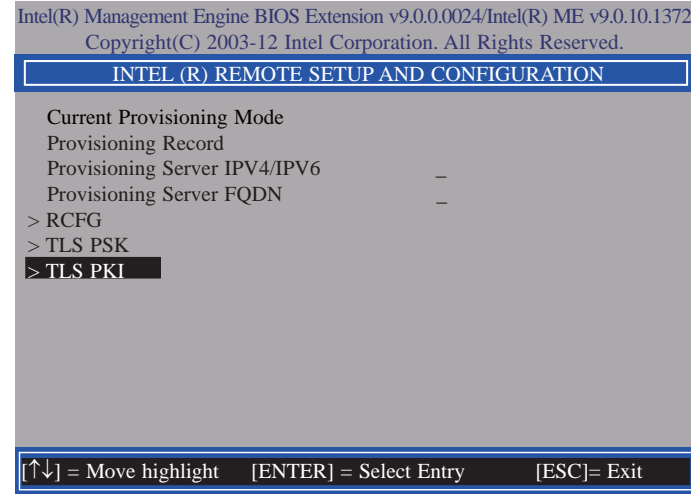 Intel(R) Management Engine BIOS Extension v9.0.0.0024/Intel(R) ME v9.0.10.1372
Copyright(C) 2003-12 Intel Corporation. All Rights Reserved.
INTEL (R) REMOTE SETUP AND CONFIGURATION
Current Provisioning Mode
Provisioning Record
Provisioning Server IPV4/IPV6 _
Provisioning Server FQDN _
> RCFG
> TLS PSK
> TLS PKI
[↑↓] = Move highlight [ENTER] = Select Entry [ESC]= Exit